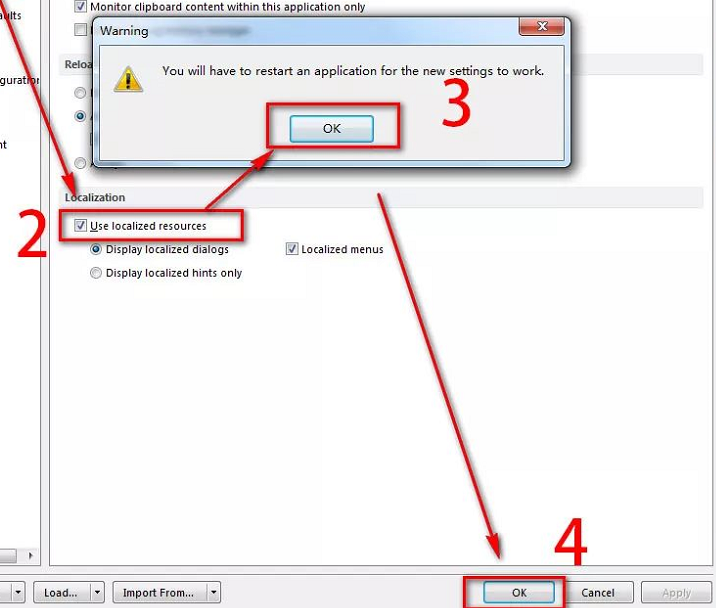 aults
Monitor clipboard content within this application only
Warning
Reloa
guration
You will have to restart an application for the new settings to work.
3
OK
nt
Localization
2
Use localized resources
Display localized dialogs
Localized menus
Display localized hints only
4
Load...
Import From...
OK
Cancel
Apply